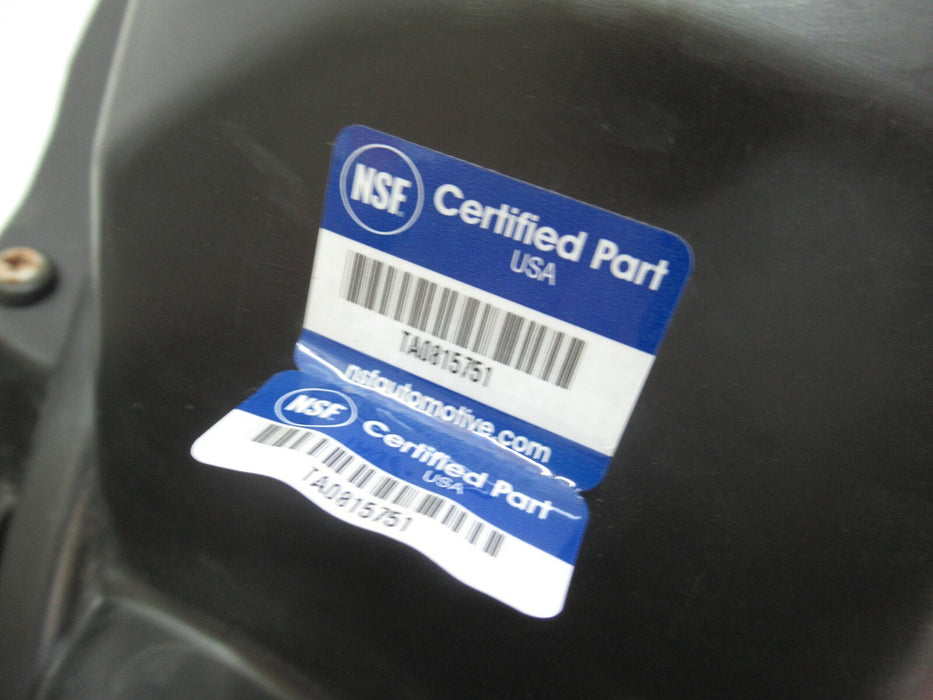 NSF
Certified Part
USA
TA0815751
nsfautomotive.com
NSF
Certified Part
USA
TA0815751